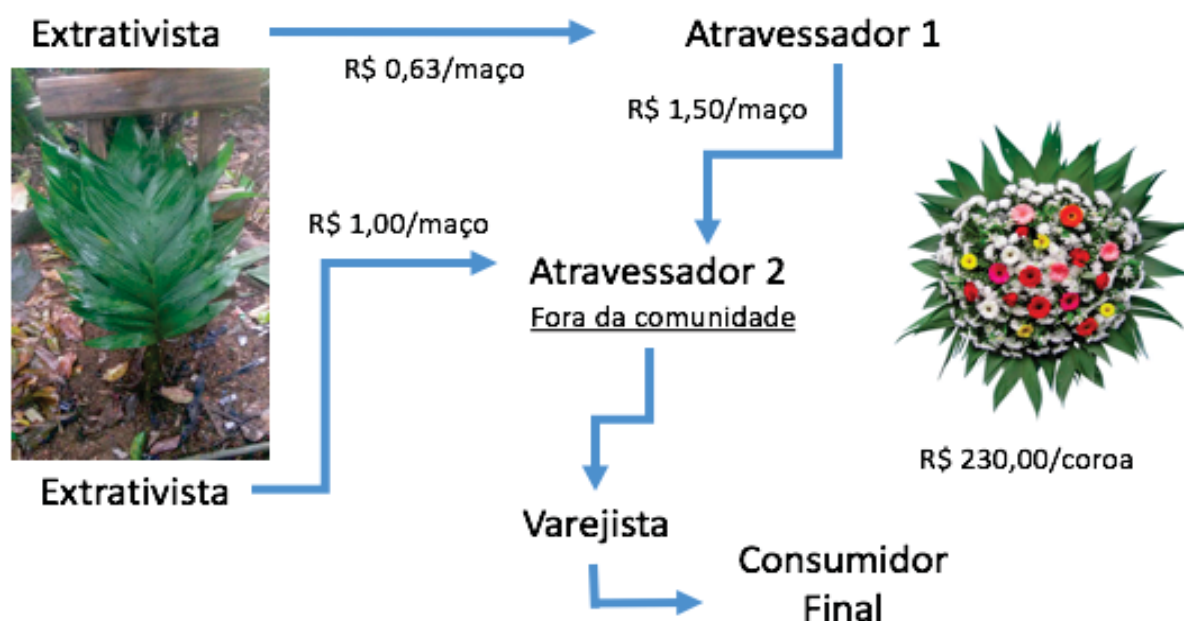 Extrativista
Atravessador 1
R$ 0,63/maço
R$ 1,50/maço
R$ 1,00/maço
Atravessador 2
Fora da comunidade
R$ 230,00/coroa
Extrativista
Varejista
Consumidor
Final